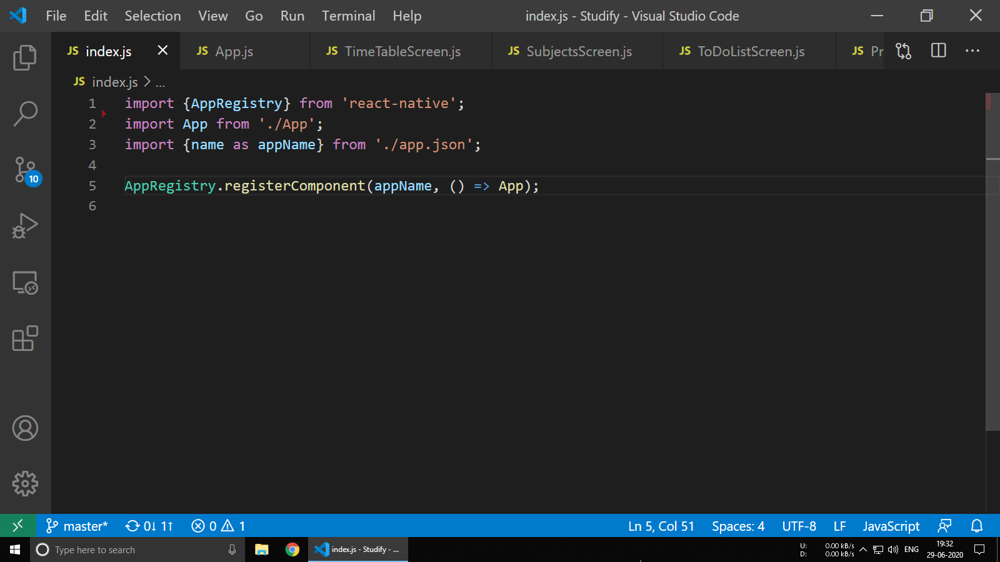 File Edit Selection View Go Run Terminal Help index.js - Studify - Visual Studio Code
JS index.js JS App.js JS TimeTableScreen.js JS SubjectsScreen.js JS ToDoListScreen.js JS Pr
JS index.js > ...
1 import {AppRegistry} from 'react-native';
2 import App from './App';
3 import {name as appName} from './app.json';
4
5 AppRegistry.registerComponent(appName, () => App);
6
10
master* 0↓ 1↑ 0 1 Ln 5, Col 51 Spaces: 4 UTF-8 LF JavaScript
Type here to search index.js - Studify - ... U: 0.00 kB/s D: 0.00 kB/s ENG 19:32
29-06-2020